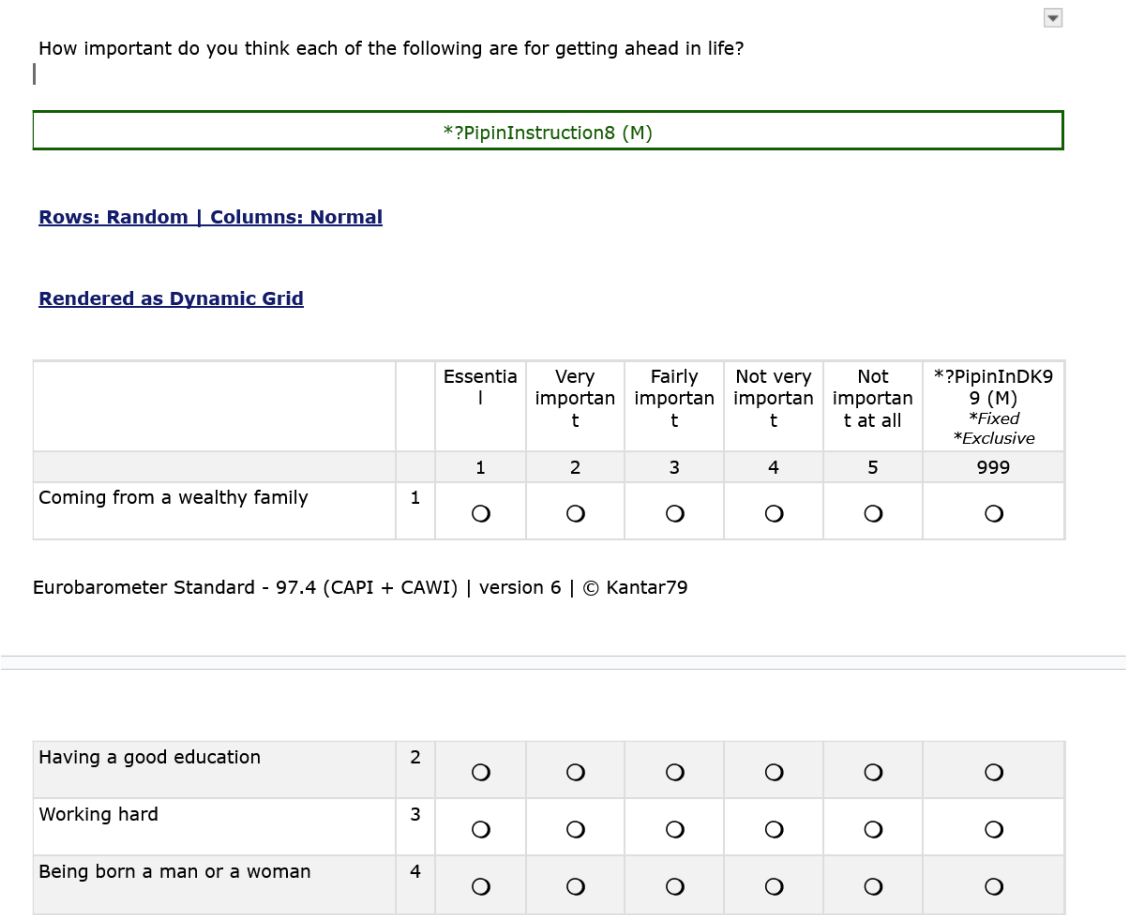 How important do you think each of the following are for getting ahead in life?
*?PipinInstruction8 (M)
Rows: Random | Columns: Normal
Rendered as Dynamic Grid
Essentia
l
Very
importan
t
Fairly
importan
t
Not very
importan
t
Not
importan
t at all
*?PipinInDK9
9 (M)
*Fixed
*Exclusive
1 2 3 4 5 999
Coming from a wealthy family 1
Eurobarometer Standard - 97.4 (CAPI + CAWI) | version 6 | © Kantar79
Having a good education 2
Working hard 3
Being born a man or a woman 4